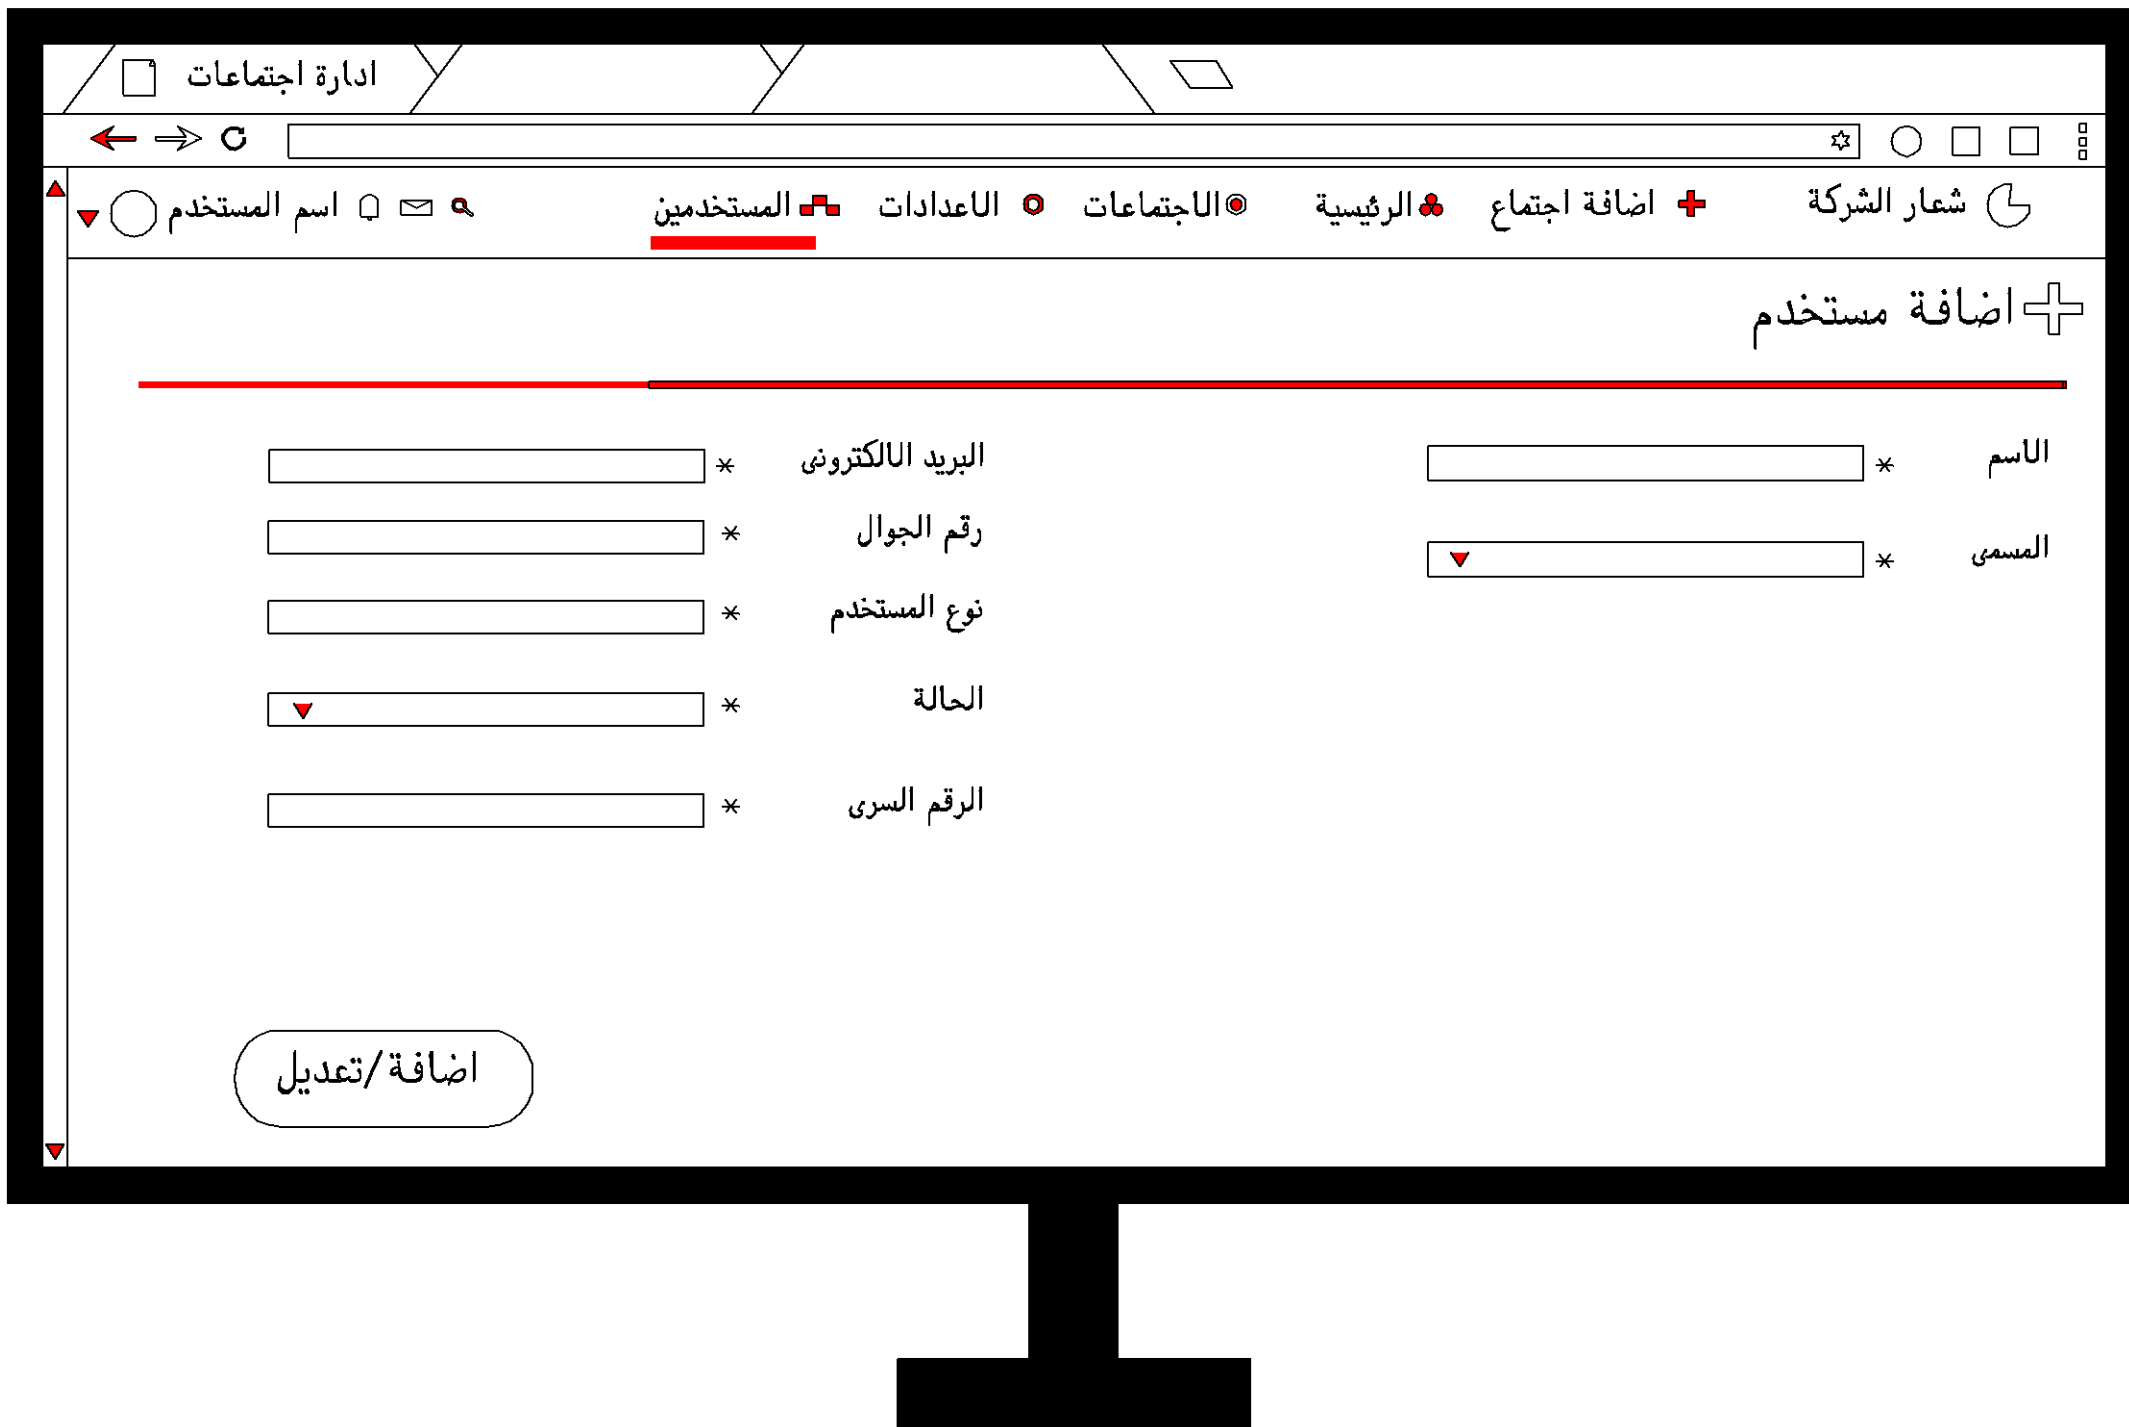 ادارة اجتماعات
شعار الشركة
اضافة اجتماع
الرئيسية
الاجتماعات
الاعدادات
المستخدمين
اسم المستخدم
اضافة مستخدم
الاسم *
المسمى *
البريد الالكترونى *
رقم الجوال *
نوع المستخدم *
الحالة *
الرقم السرى *
اضافة/تعديل